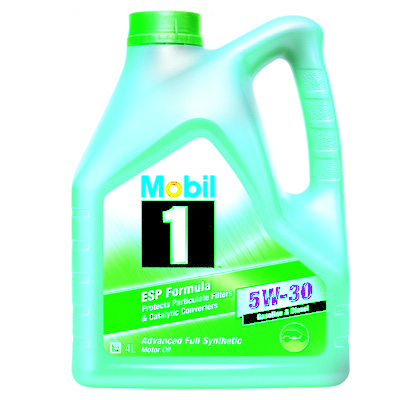 Mobil
1
ESP Formula
Protects Particulate Filters
& Catalytic Converters
5W-30
Gasoline & Diesel
4L
Advanced Full Synthetic
Motor Oil